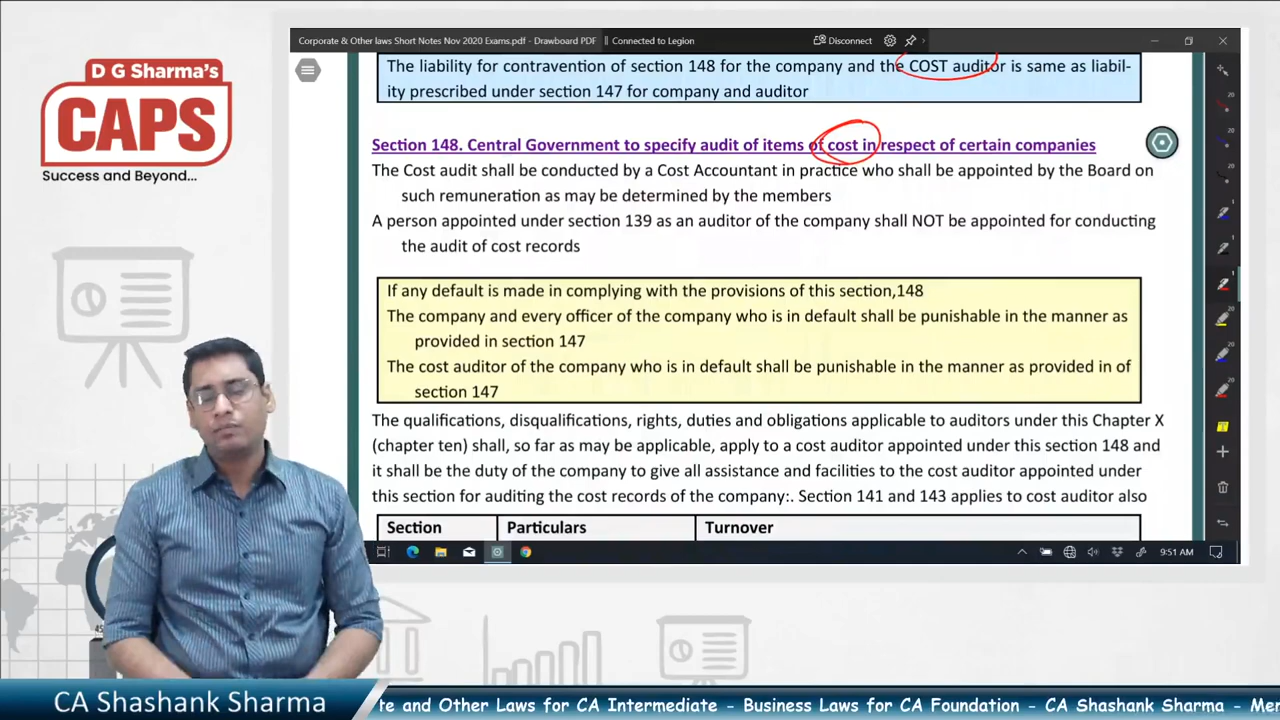 D G Sharma's
CAPS
Success and Beyond...
Corporate & Other laws Short Notes Nov 2020 Exams.pdf - Drawboard PDF
Connected to Legion
Disconnect
The liability for contravention of section 148 for the company and the COST auditor is same as liabil-
ity prescribed under section 147 for company and auditor
Section 148. Central Government to specify audit of items of cost in respect of certain companies
The Cost audit shall be conducted by a Cost Accountant in practice who shall be appointed by the Board on
such remuneration as may be determined by the members
A person appointed under section 139 as an auditor of the company shall NOT be appointed for conducting
the audit of cost records
If any default is made in complying with the provisions of this section,148
The company and every officer of the company who is in default shall be punishable in the manner as
provided in section 147
The cost auditor of the company who is in default shall be punishable in the manner as provided in of
section 147
The qualifications, disqualifications, rights, duties and obligations applicable to auditors under this Chapter X
(chapter ten) shall, so far as may be applicable, apply to a cost auditor appointed under this section 148 and
it shall be the duty of the company to give all assistance and facilities to the cost auditor appointed under
this section for auditing the cost records of the company:. Section 141 and 143 applies to cost auditor also
Section Particulars Turnover
9:51 AM
CA Shashank Sharma
te and Other Laws for CA Intermediate - Business Laws for CA Foundation - CA Shashank Sharma - Me